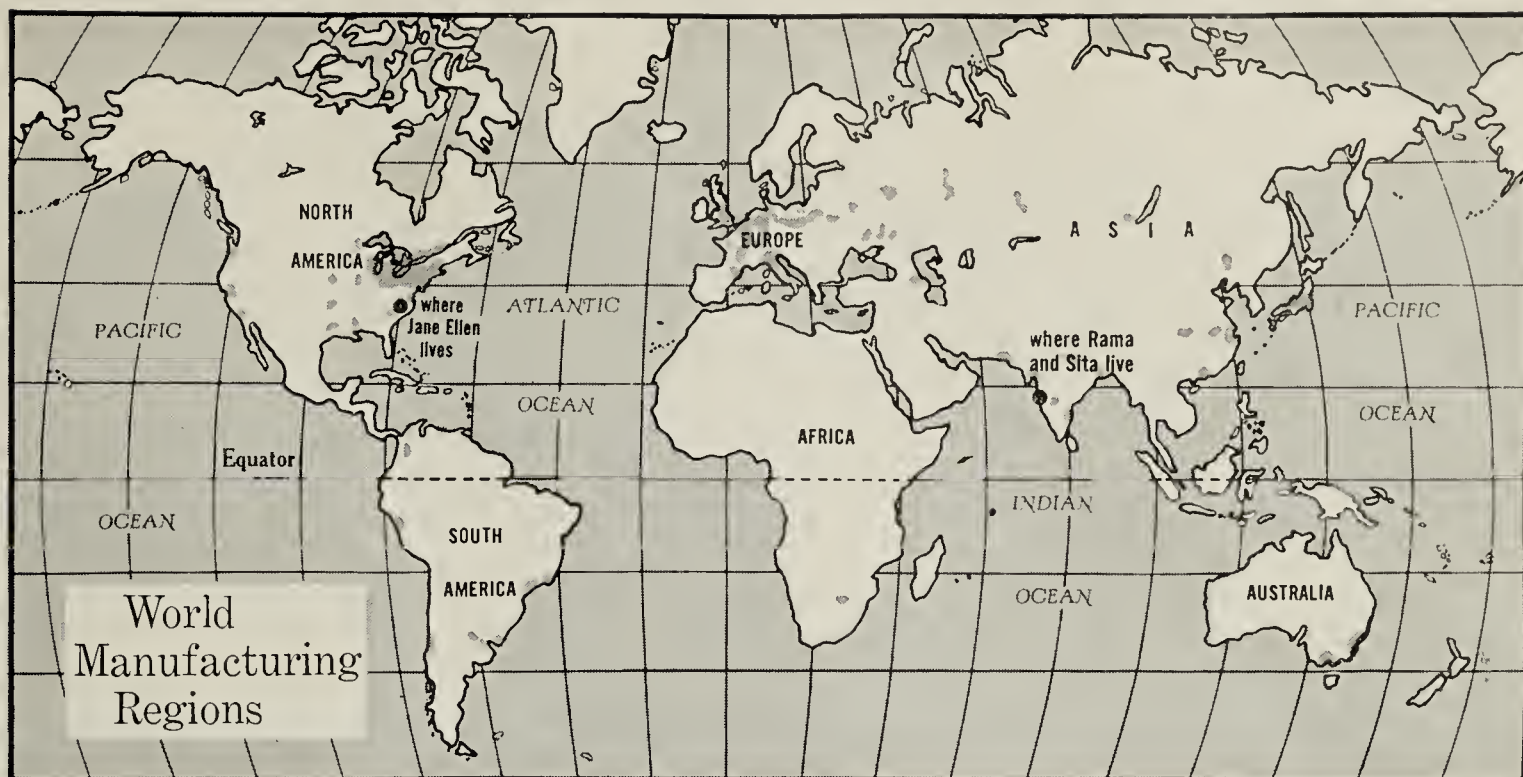 NORTH
AMERICA
EUROPE
A S I A
where
Jane Ellen
lives
ATLANTIC
PACIFIC
PACIFIC
where Rama
and Sita live
OCEAN
OCEAN
AFRICA
Equator
INDIAN
OCEAN
SOUTH
AMERICA
OCEAN
AUSTRALIA
World
Manufacturing
Regions